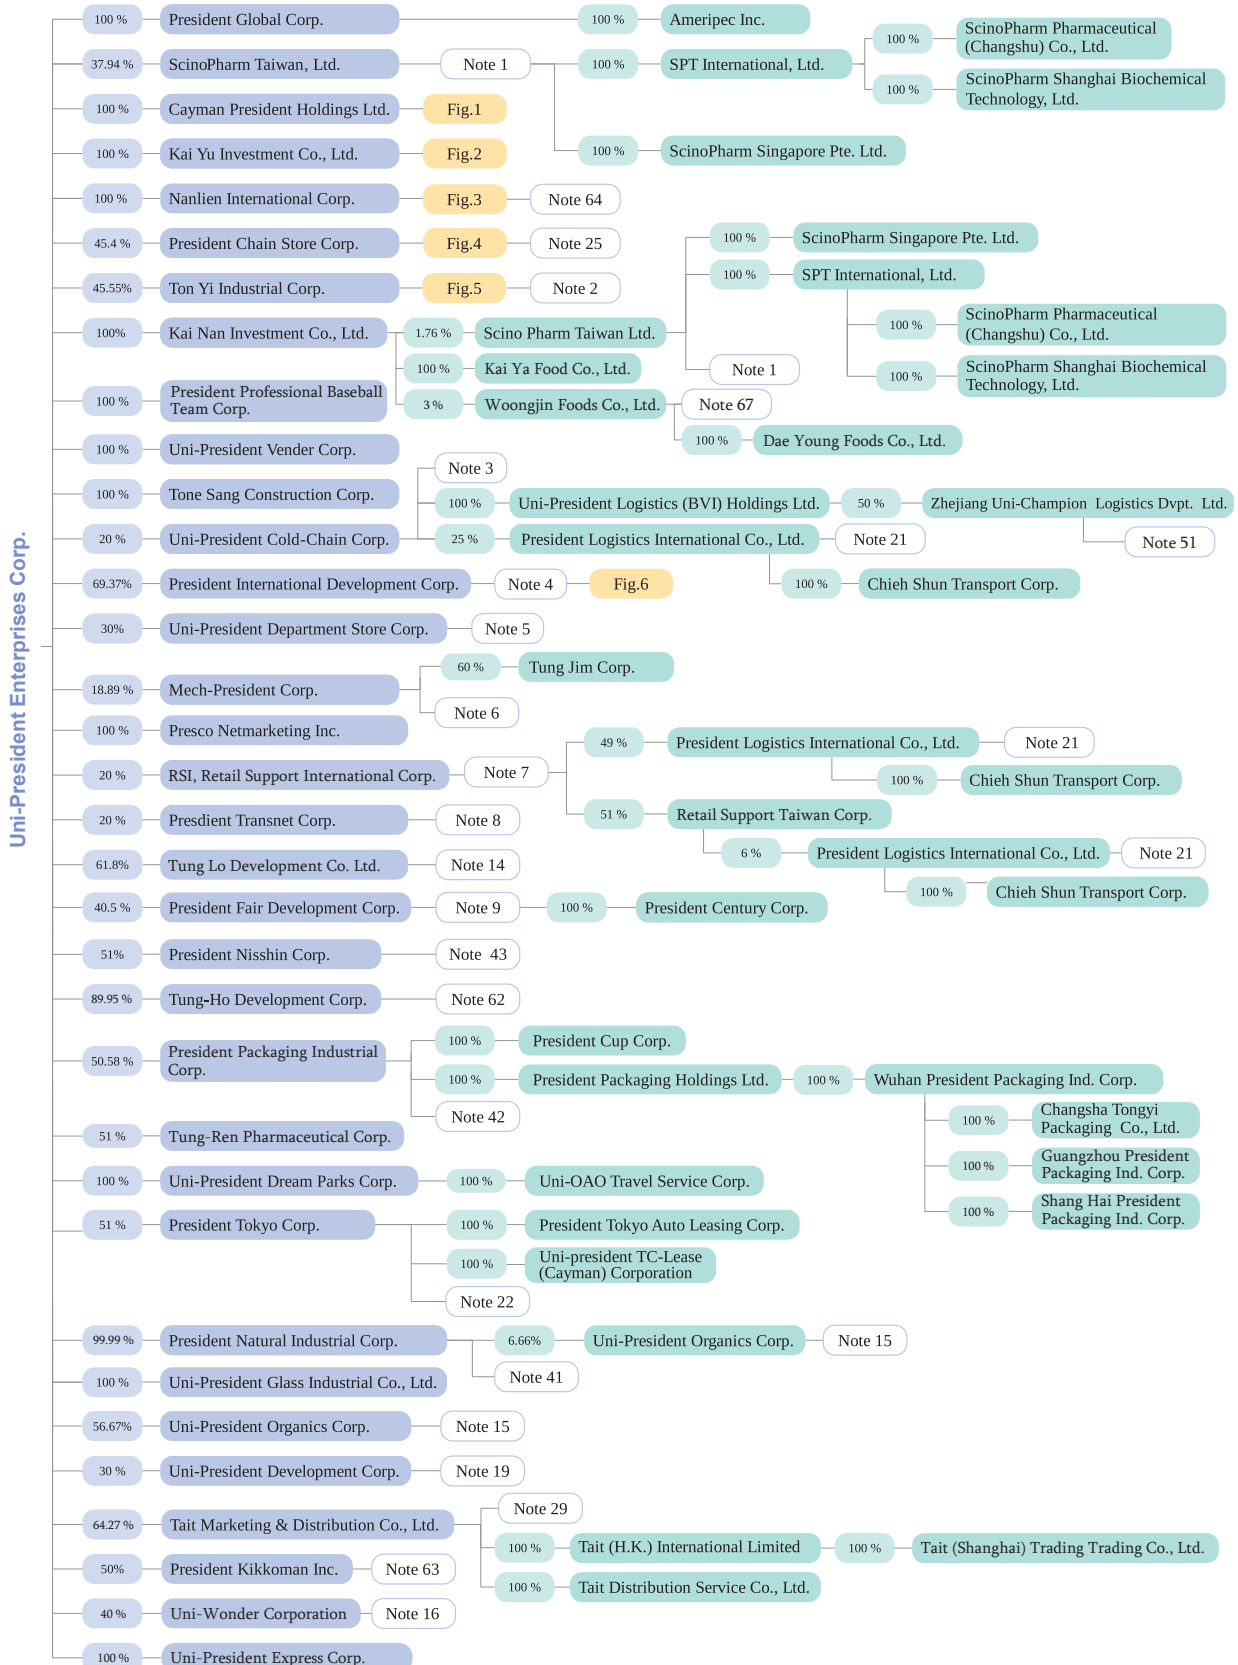 Uni-President Enterprises Corp.
100 % President Global Corp. 100 % Ameripec Inc.
ScinoPharm Pharmaceutical
100 %
(Changshu) Co., Ltd.
37.94 % ScinoPharm Taiwan, Ltd. Note 1 100 % SPT International, Ltd.
ScinoPharm Shanghai Biochemical
100 %
Technology, Ltd.
100 % Cayman President Holdings Ltd. Fig.1
100 % Kai Yu Investment Co., Ltd. Fig.2 100 % ScinoPharm Singapore Pte. Ltd.
100 % Nanlien International Corp. Fig.3 Note 64
45.4 % President Chain Store Corp. Fig.4 Note 25 100 % ScinoPharm Singapore Pte. Ltd.
100 % SPT International, Ltd.
45.55% Ton Yi Industrial Corp. Fig.5 Note 2
ScinoPharm Pharmaceutical
100 %
(Changshu) Co., Ltd.
100% Kai Nan Investment Co., Ltd. 1.76 % Scino Pharm Taiwan Ltd.
100 % Kai Ya Food Co., Ltd. Note 1
ScinoPharm Shanghai Biochemical
100 %
Technology, Ltd.
President Professional Baseball
100 %
Team Corp.
3 % Woongjin Foods Co., Ltd. Note 67
100 % Dae Young Foods Co., Ltd.
100 % Uni-President Vender Corp.
Note 3
100 % Tone Sang Construction Corp.
100 % Uni-President Logistics (BVI) Holdings Ltd. 50 % Zhejiang Uni-Champion Logistics Dvpt. Ltd.
20 % Uni-President Cold-Chain Corp. 25 % President Logistics International Co., Ltd. Note 21 Note 51
69.37% President International Development Corp. Note 4 Fig.6 100 % Chieh Shun Transport Corp.
30% Uni-President Department Store Corp. Note 5
60 % Tung Jim Corp.
18.89 % Mech-President Corp.
Note 6
100 % Presco Netmarketing Inc.
49 % President Logistics International Co., Ltd. Note 21
20 % RSI, Retail Support International Corp. Note 7
100 % Chieh Shun Transport Corp.
51 % Retail Support Taiwan Corp.
20 % Presdient Transnet Corp. Note 8
6 % President Logistics International Co., Ltd. Note 21
61.8% Tung Lo Development Co. Ltd. Note 14
100 % Chieh Shun Transport Corp.
40.5 % President Fair Development Corp. Note 9 100 % President Century Corp.
51% President Nisshin Corp. Note 43
89.95 % Tung-Ho Development Corp. Note 62
100 % President Cup Corp.
President Packaging Industrial
50.58 %
Corp.
100 % President Packaging Holdings Ltd. 100 % Wuhan President Packaging Ind. Corp.
Note 42
Changsha Tongyi
100 %
Packaging Co., Ltd.
51 % Tung-Ren Pharmaceutical Corp.
Guangzhou President
100 %
Packaging Ind. Corp.
100 % Uni-President Dream Parks Corp. 100 % Uni-OAO Travel Service Corp.
Shang Hai President
100 %
Packaging Ind. Corp.
51 % President Tokyo Corp. 100 % President Tokyo Auto Leasing Corp.
Uni-president TC-Lease
100 %
(Cayman) Corporation
Note 22
99.99 % President Natural Industrial Corp. 6.66% Uni-President Organics Corp. Note 15
Note 41
100 % Uni-President Glass Industrial Co., Ltd.
56.67% Uni-President Organics Corp. Note 15
30 % Uni-President Development Corp. Note 19
Note 29
64.27 % Tait Marketing & Distribution Co., Ltd.
100 % Tait (H.K.) International Limited 100 % Tait (Shanghai) Trading Trading Co., Ltd.
50% President Kikkoman Inc. Note 63
100 % Tait Distribution Service Co., Ltd.
40 % Uni-Wonder Corporation Note 16
100 % Uni-President Express Corp.